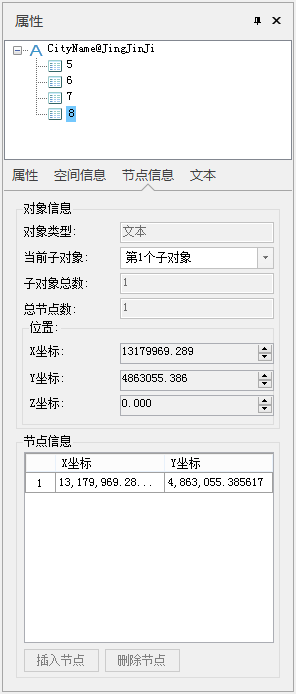 属性
CityName@JingJinJi
5
6
7
8
属性 空间信息 节点信息 文本
对象信息
对象类型: 文本
当前子对象: 第1个子对象
子对象总数: 1
总节点数: 1
位置:
X坐标: 13179969.289
Y坐标: 4863055.386
Z坐标: 0.000
节点信息
X坐标 Y坐标
1 13,179,969.28... 4,863,055.385617
插入节点 删除节点